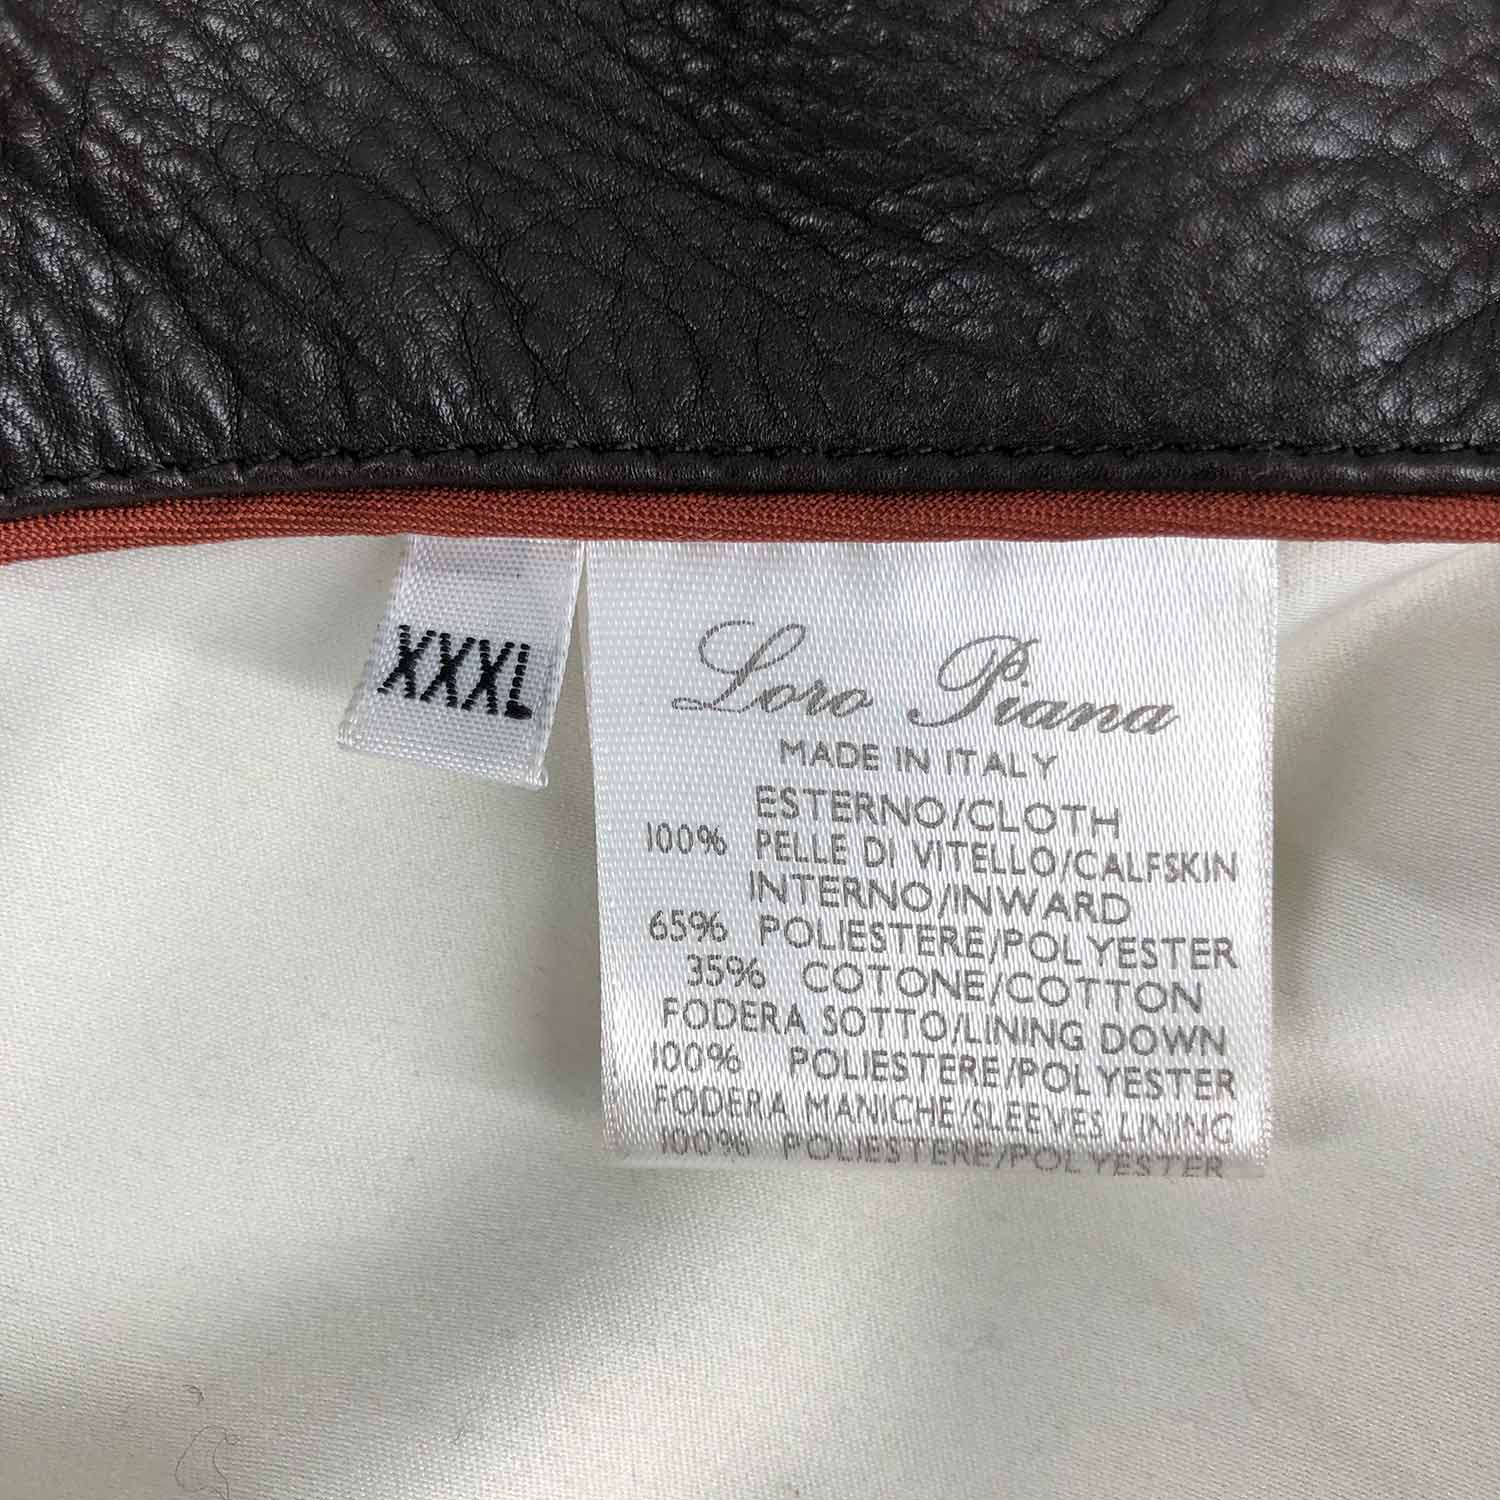 XXXL
Loro Piana
MADE IN ITALY
ESTERNO/CLOTH
100% PELLE DI VITELLO/CALFSKIN
INTERNO/INWARD
65% POLIESTERE/POLYESTER
35% COTONE/COTTON
FODERA SOTTO/LINING DOWN
100% POLIESTERE/POLYESTER
FODERA MANICHE/SLEEVES LINING
100% POLIESTERE/POLYESTER